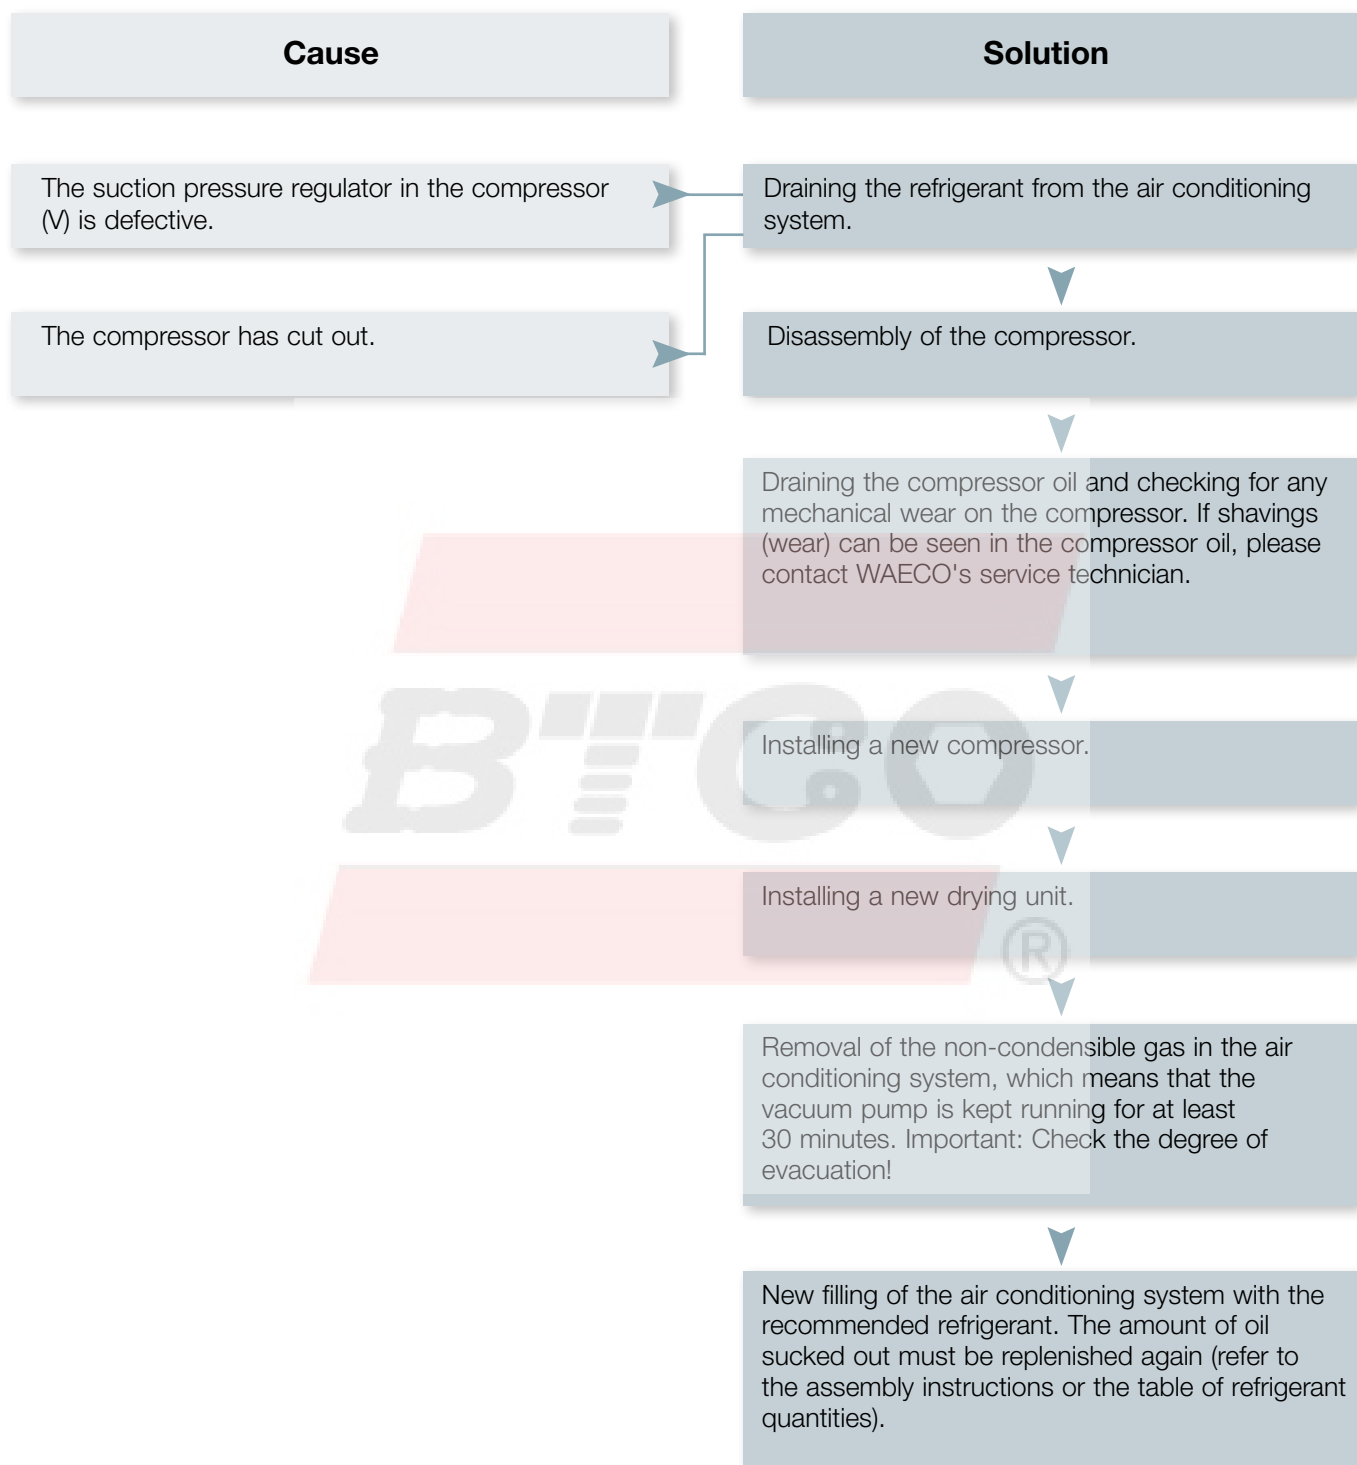 Cause
Solution
The suction pressure regulator in the compressor
(V) is defective.
Draining the refrigerant from the air conditioning
system.
The compressor has cut out.
Disassembly of the compressor.
Draining the compressor oil and checking for any
mechanical wear on the compressor. If shavings
(wear) can be seen in the compressor oil, please
contact WAECO's service technician.
Installing a new compressor.
Installing a new drying unit.
Removal of the non-condensible gas in the air
conditioning system, which means that the
vacuum pump is kept running for at least
30 minutes. Important: Check the degree of
evacuation!
New filling of the air conditioning system with the
recommended refrigerant. The amount of oil
sucked out must be replenished again (refer to
the assembly instructions or the table of refrigerant
quantities).
BTCO
®